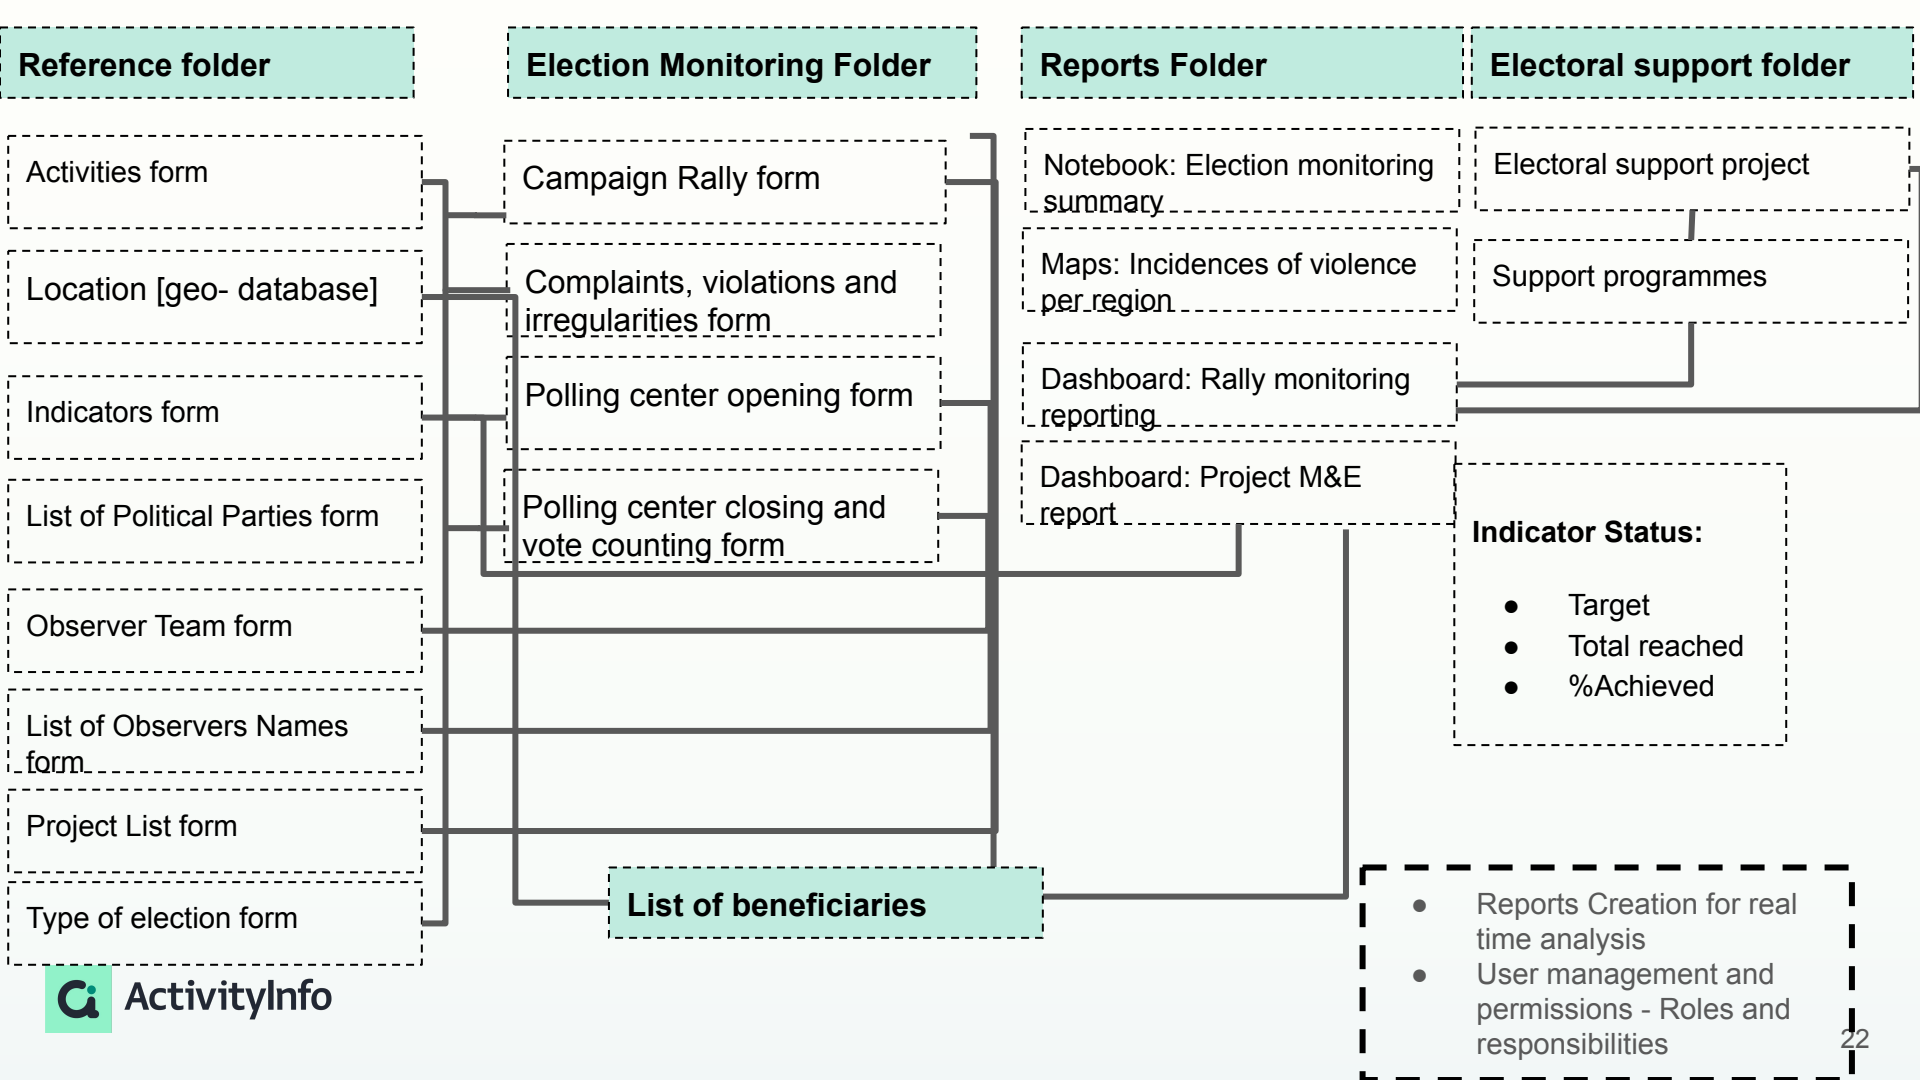 Reference folder
Activities form
Location [geo- database]
Indicators form
List of Political Parties form
Observer Team form
List of Observers Names
form
Project List form
Type of election form
Election Monitoring Folder
Campaign Rally form
Complaints, violations and
irregularities form
Polling center opening form
Polling center closing and
vote counting form
List of beneficiaries
Reports Folder
Notebook: Election monitoring
summary
Maps: Incidences of violence
per region
Dashboard: Rally monitoring
reporting
Dashboard: Project M&E
report
Electoral support folder
Electoral support project
Support programmes
Indicator Status:
● Target
● Total reached
● %Achieved
● Reports Creation for real
time analysis
● User management and
permissions - Roles and
responsibilities
ActivityInfo
22